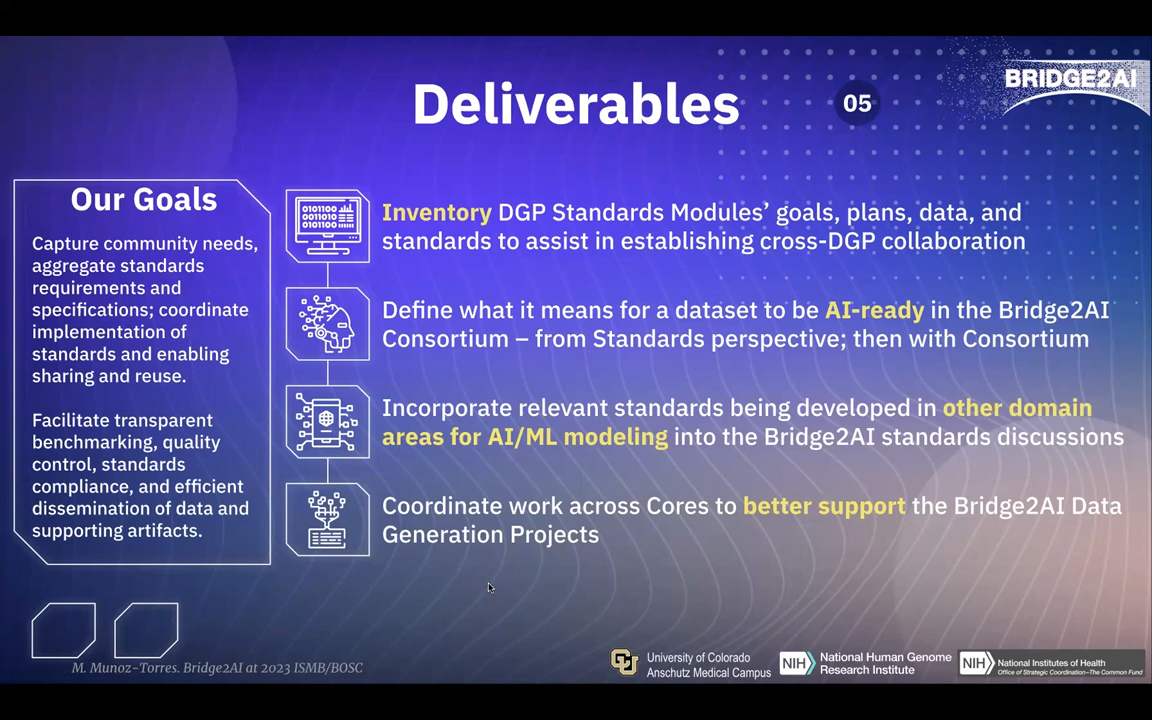 Deliverables
05
BRIDGE2AI
Our Goals
Capture community needs,
aggregate standards
requirements and
specifications; coordinate
implementation of
standards and enabling
sharing and reuse.
Facilitate transparent
benchmarking, quality
control, standards
compliance, and efficient
dissemination of data and
supporting artifacts.
0101100
0011010
010110
Inventory DGP Standards Modules’ goals, plans, data, and
standards to assist in establishing cross-DGP collaboration
Define what it means for a dataset to be AI-ready in the Bridge2AI
Consortium – from Standards perspective; then with Consortium
Incorporate relevant standards being developed in other domain
areas for AI/ML modeling into the Bridge2AI standards discussions
Coordinate work across Cores to better support the Bridge2AI Data
Generation Projects
M. Munoz-Torres. Bridge2AI at 2023 ISMB/BOSC
CU
University of Colorado
Anschutz Medical Campus
NIH
National Human Genome
Research Institute
NIH
National Institutes of Health
Office of Strategic Coordination–The Common Fund